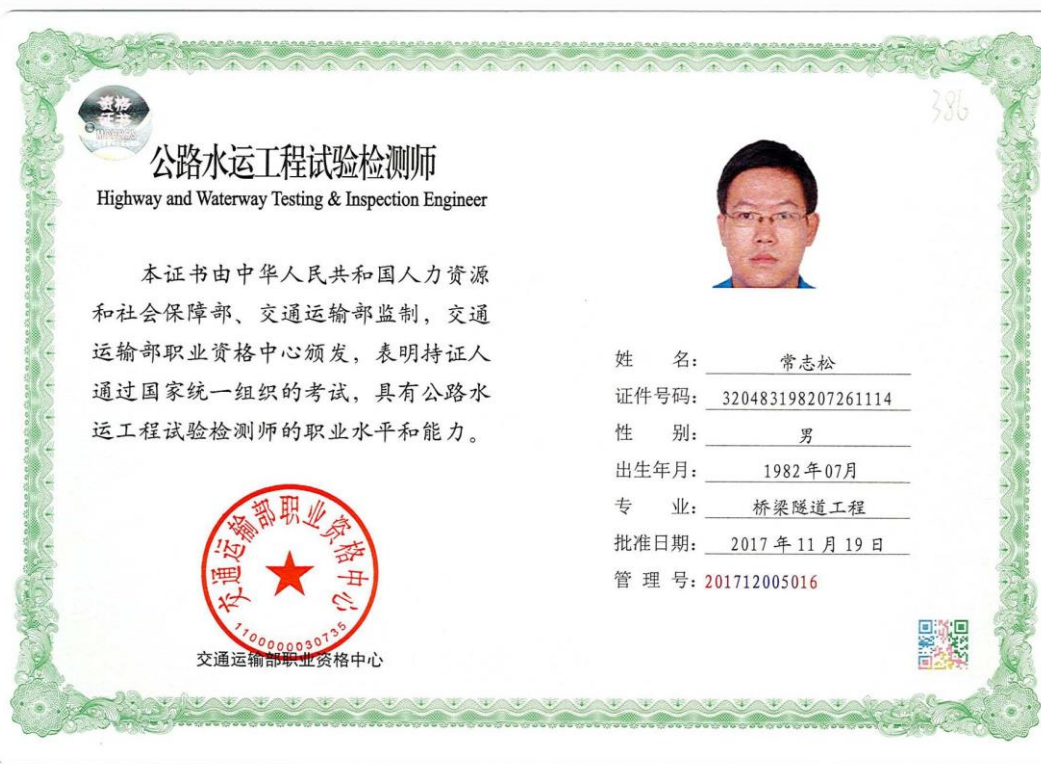 资格
证书
386
公路水运工程试验检测师
Highway and Waterway Testing & Inspection Engineer
本证书由中华人民共和国人力资源
和社会保障部、交通运输部监制，交通
运输部职业资格中心颁发，表明持证人
通过国家统一组织的考试，具有公路水
运工程试验检测师的职业水平和能力。
交通运输部职业资格中心
1100000030735
交通运输部职业资格中心
姓 名：常志松
证件号码：320483198207261114
性 别：男
出生年月：1982年07月
专 业：桥梁隧道工程
批准日期：2017年11月19日
管 理 号：201712005016